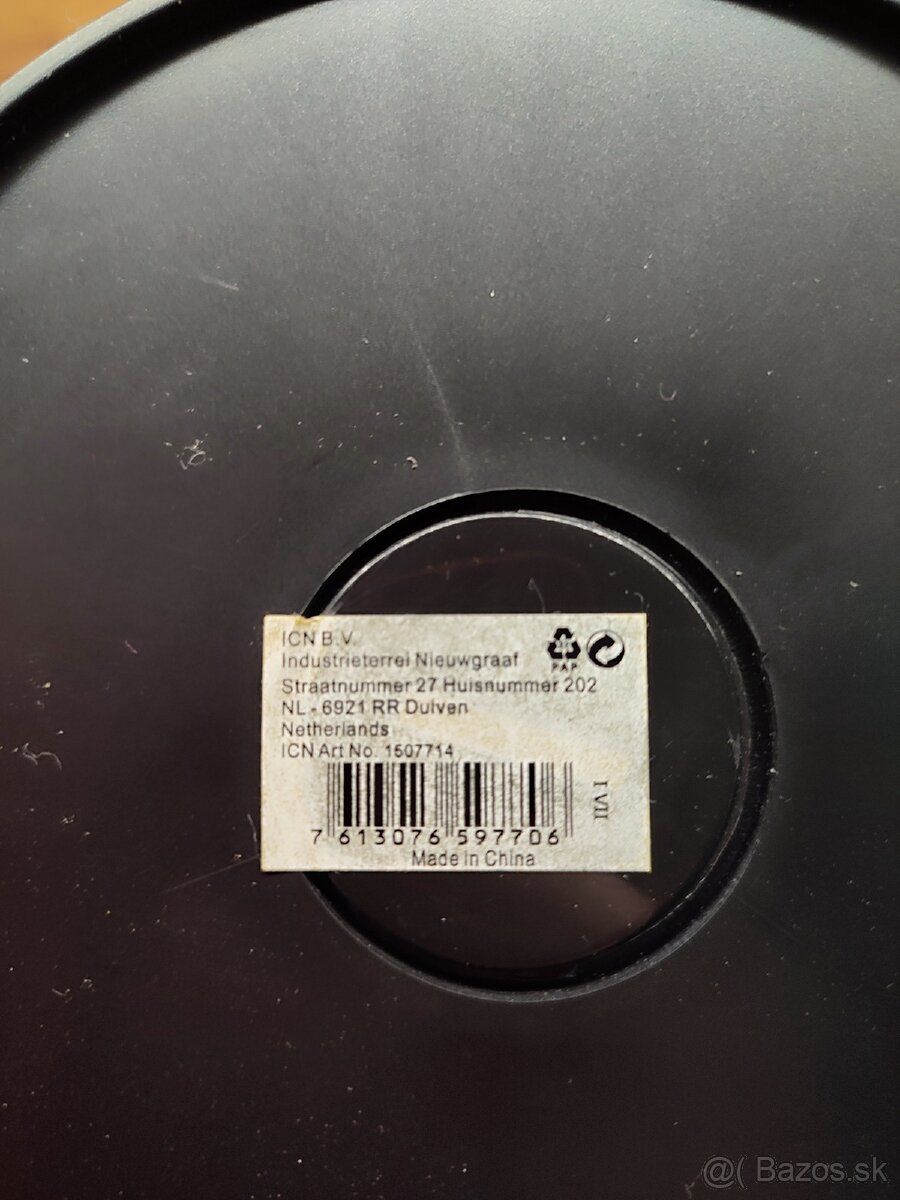 ICN B.V.
Industrieterrei Nieuwgraaf
Straatnummer 27 Huisnummer 202
NL - 6921 RR Duiven
Netherlands
ICN Art No. 1507714
PAP
I VII
7 613076 597706
Made in China
@( Bazos.sk